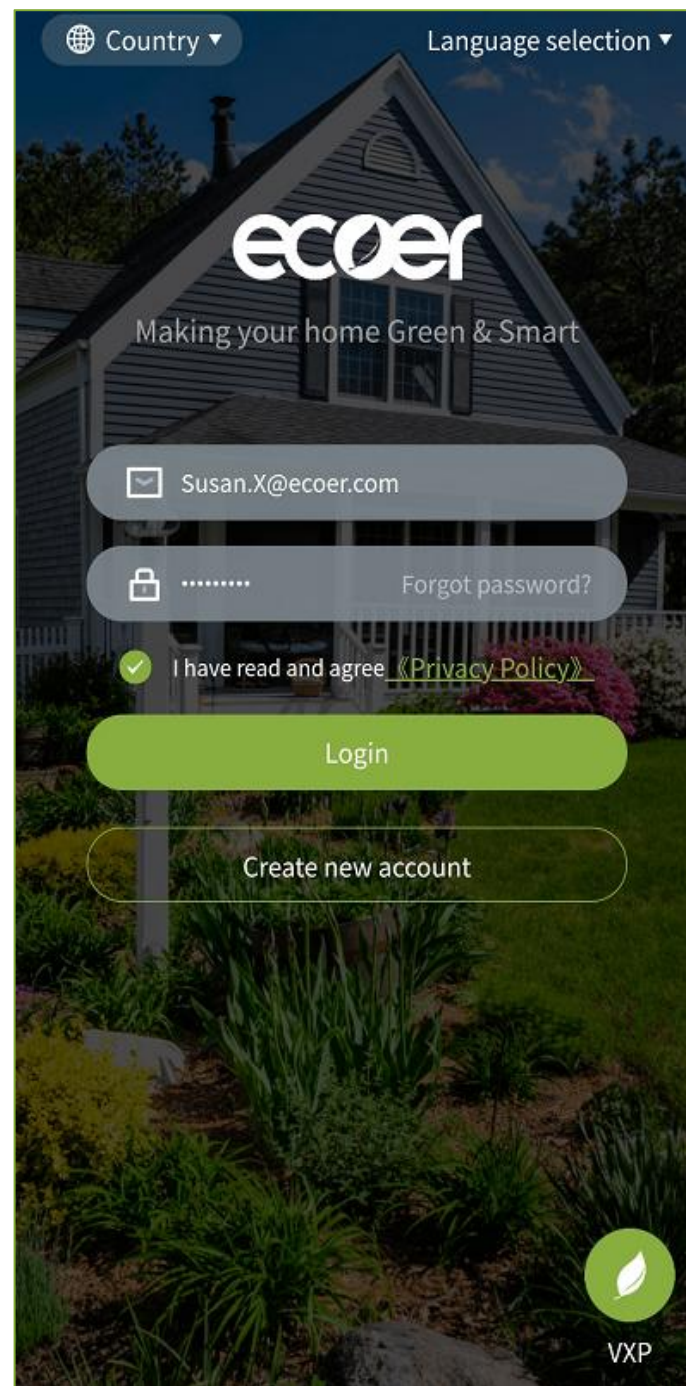 Country
Language selection
ecoer
Making your home Green & Smart
Susan.X@ecoer.com
•••••••••
Forgot password?
I have read and agree 《Privacy Policy》
Login
Create new account
VXP